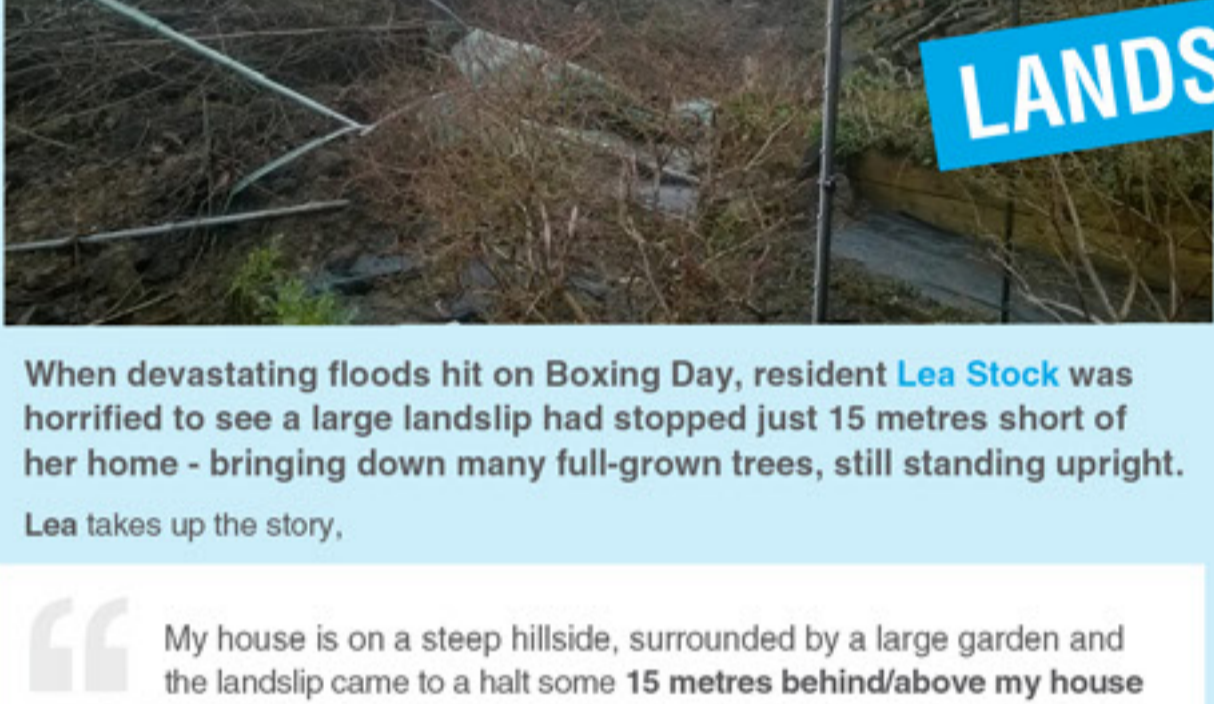 LANDS
When devastating floods hit on Boxing Day, resident Lea Stock was
horrified to see a large landslip had stopped just 15 metres short of
her home - bringing down many full-grown trees, still standing upright.
Lea takes up the story,
“
My house is on a steep hillside, surrounded by a large garden and
the landslip came to a halt some 15 metres behind/above my house